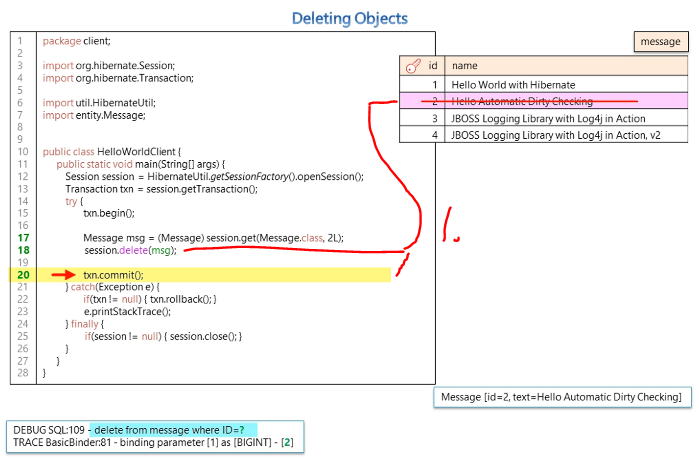 Deleting Objects
1 package client;
2
3 import org.hibernate.Session;
4 import org.hibernate.Transaction;
5
6 import util.HibernateUtil;
7 import entity.Message;
8
9
10 public class HelloWorldClient {
11 public static void main(String[] args) {
12 Session session = HibernateUtil.getSessionFactory().openSession();
13 Transaction txn = session.getTransaction();
14 try {
15 txn.begin();
16
17 Message msg = (Message) session.get(Message.class, 2L);
18 session.delete(msg);
19
20 txn.commit();
21 } catch(Exception e) {
22 if(txn != null) { txn.rollback(); }
23 e.printStackTrace();
24 } finally {
25 if(session != null) { session.close(); }
26 }
27 }
28 }
message
id name
1 Hello World with Hibernate
2 Hello Automatic Dirty Checking
3 JBOSS Logging Library with Log4j in Action
4 JBOSS Logging Library with Log4j in Action, v2
1.
Message [id=2, text=Hello Automatic Dirty Checking]
DEBUG SQL:109 - delete from message where ID=?
TRACE BasicBinder:81 - binding parameter [1] as [BIGINT] - [2]